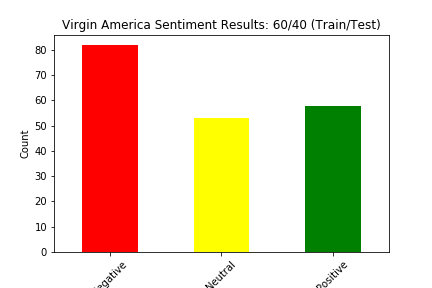 Virgin America Sentiment Results: 60/40 (Train/Test)
Count
80
70
60
50
40
30
20
10
0
egative
Neutral
Positive